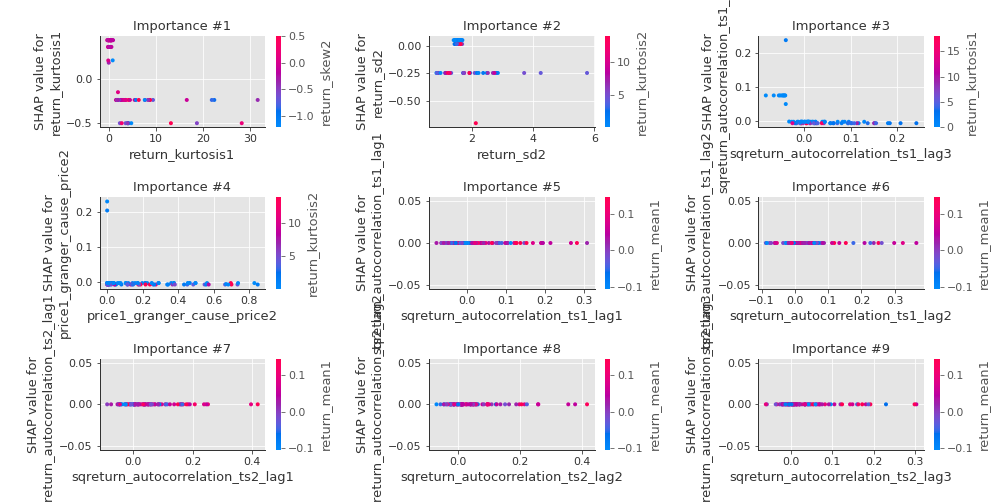 Importance #1
SHAP value for
return_kurtosis1
0.0
−0.5
0
10
20
30
return_kurtosis1
0.5
0.0
−0.5
−1.0
return_skew2
Importance #2
SHAP value for
return_sd2
0.00
−0.25
−0.50
2
4
6
return_sd2
10
5
return_kurtosis2
Importance #3
SHAP value for
0.2
0.1
0.0
0.0
0.1
0.2
sqreturn_autocorrelation_ts1_lag3
15
10
5
0
return_kurtosis1
Importance #4
SHAP value for
price1_granger_cause_price2
0.2
0.1
0.0
0.0
0.2
0.4
0.6
0.8
price1_granger_cause_price2
10
5
return_kurtosis2
Importance #5
SHAP value for
sqreturn_autocorrelation_ts1_lag1
0.05
0.00
−0.05
0.0
0.1
0.2
0.3
sqreturn_autocorrelation_ts1_lag1
0.1
0.0
−0.1
return_mean1
Importance #6
SHAP value for
sqreturn_autocorrelation_ts1_lag2
0.05
0.00
−0.05
−0.1
0.0
0.1
0.2
0.3
sqreturn_autocorrelation_ts1_lag2
0.1
0.0
−0.1
return_mean1
Importance #7
SHAP value for
0.05
0.00
−0.05
0.0
0.2
0.4
sqreturn_autocorrelation_ts2_lag1
0.1
0.0
−0.1
return_mean1
Importance #8
SHAP value for
0.05
0.00
−0.05
0.0
0.2
0.4
sqreturn_autocorrelation_ts2_lag2
0.1
0.0
−0.1
return_mean1
Importance #9
SHAP value for
0.05
0.00
−0.05
0.0
0.1
0.2
0.3
sqreturn_autocorrelation_ts2_lag3
0.1
0.0
−0.1
return_mean1